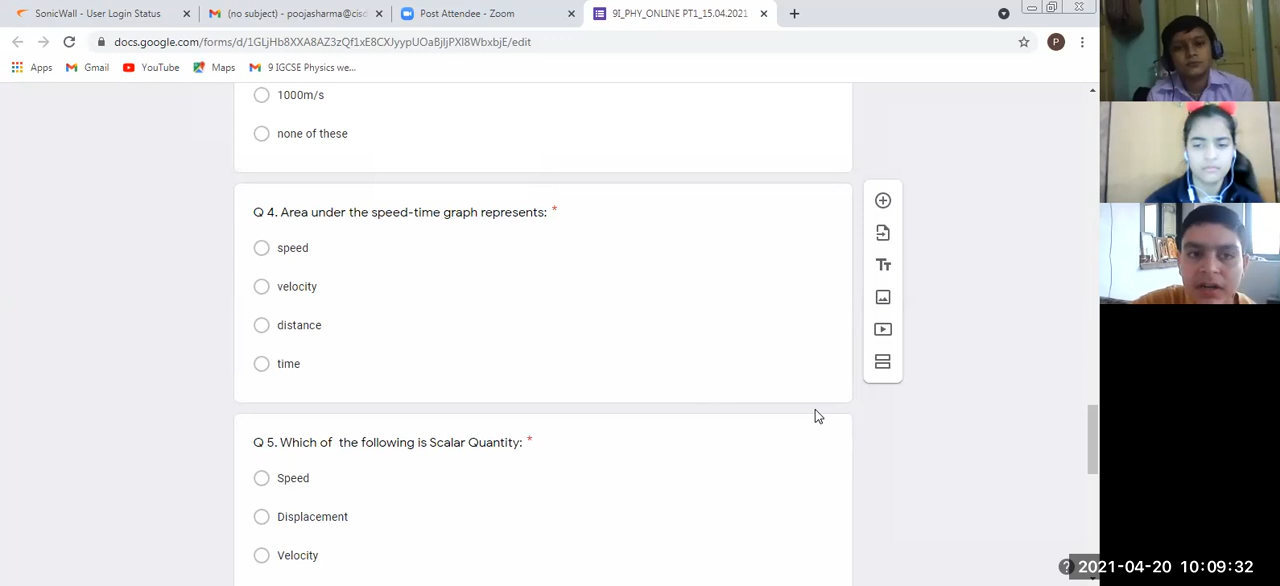 SonicWall - User Login Status
(no subject) - poojasharma@cisd
Post Attendee - Zoom
9I_PHY_ONLINE PT1_15.04.2021
docs.google.com/forms/d/
P
Apps
Gmail
YouTube
Maps
9 IGCSE Physics we...
1000m/s
none of these
Q 4. Area under the speed-time graph represents: *
speed
velocity
distance
time
Tт
Q 5. Which of the following is Scalar Quantity: *
Speed
Displacement
Velocity
? 2021-04-20 10:09:32